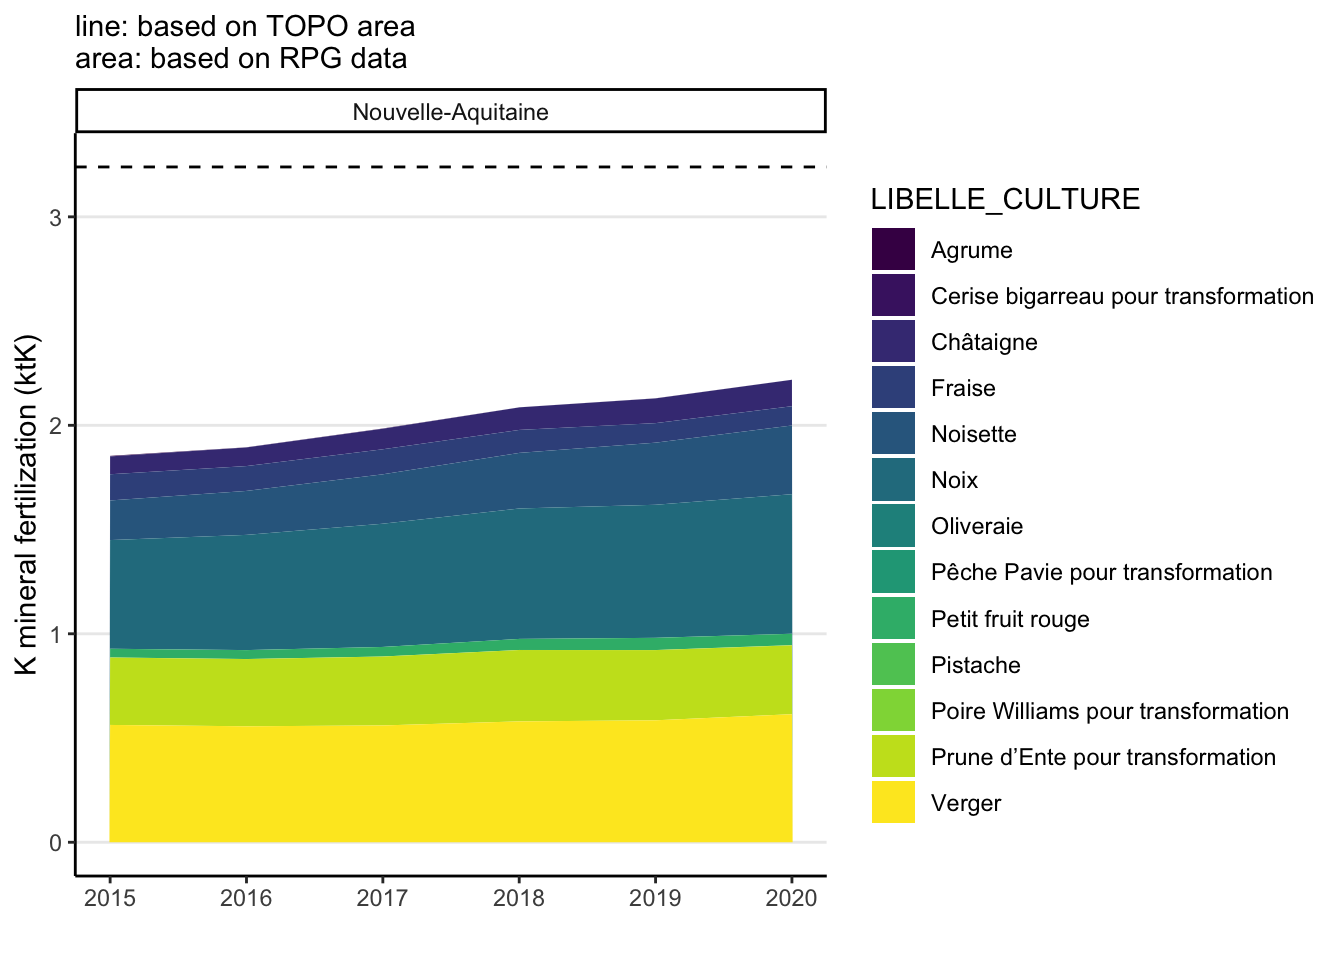 line: based on TOPO area
area: based on RPG data
Nouvelle-Aquitaine
K mineral fertilization (ktK)
3
2
1
0
2015 2016 2017 2018 2019 2020
LIBELLE_CULTURE
Agrume
Cerise bigarreau pour transformation
Châtaigne
Fraise
Noisette
Noix
Oliveraie
Pêche Pavie pour transformation
Petit fruit rouge
Pistache
Poire Williams pour transformation
Prune d’Ente pour transformation
Verger